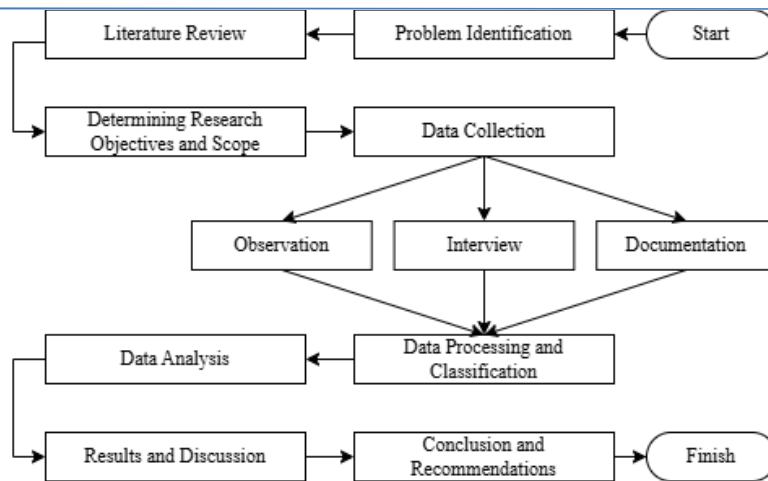 Start
Problem Identification
Literature Review
Determining Research
Objectives and Scope
Data Collection
Observation
Interview
Documentation
Data Processing and
Classification
Data Analysis
Results and Discussion
Conclusion and
Recommendations
Finish